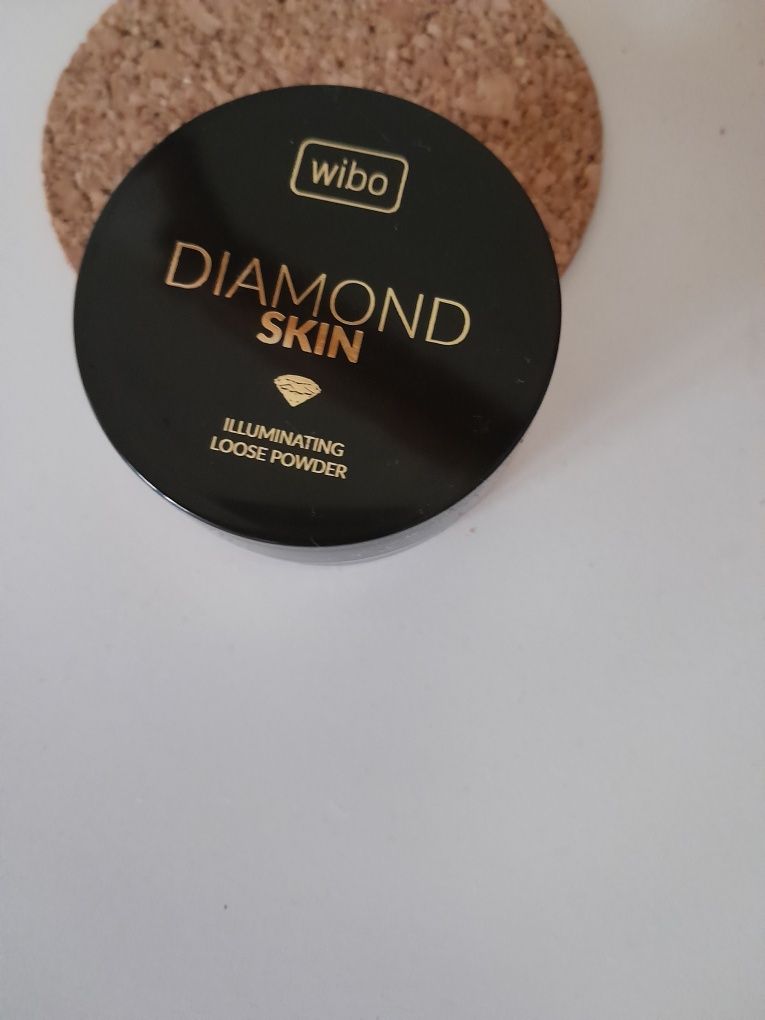 wibo
DIAMOND
SKIN
ILLUMINATING
LOOSE POWDER